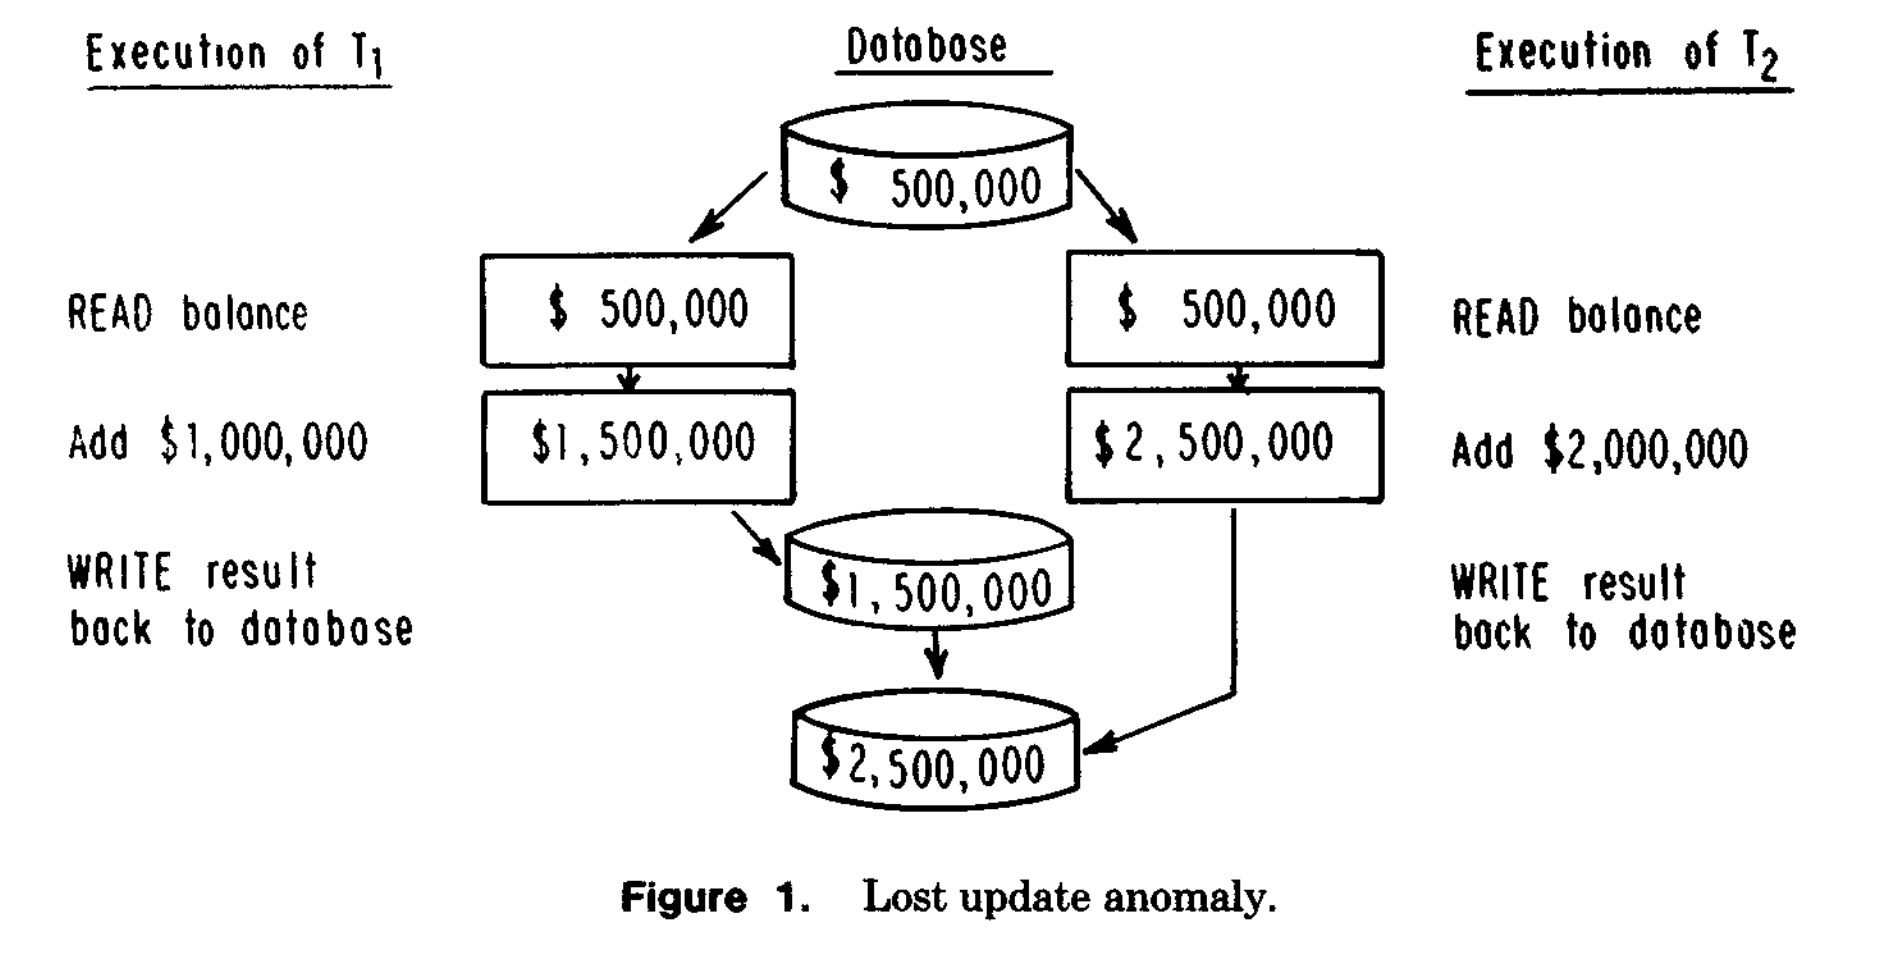 Execution of T1
Database
Execution of T2
$ 500,000
READ balance
$ 500,000
$ 500,000
READ balance
Add $1,000,000
$1,500,000
$2,500,000
Add $2,000,000
WRITE result
back to database
$1,500,000
WRITE result
back to database
$2,500,000
Figure 1. Lost update anomaly.